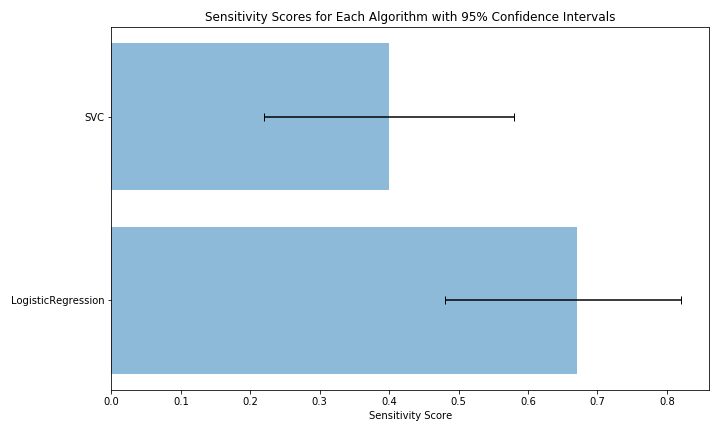 Sensitivity Scores for Each Algorithm with 95% Confidence Intervals
SVC
LogisticRegression
0.0 0.1 0.2 0.3 0.4 0.5 0.6 0.7 0.8
Sensitivity Score